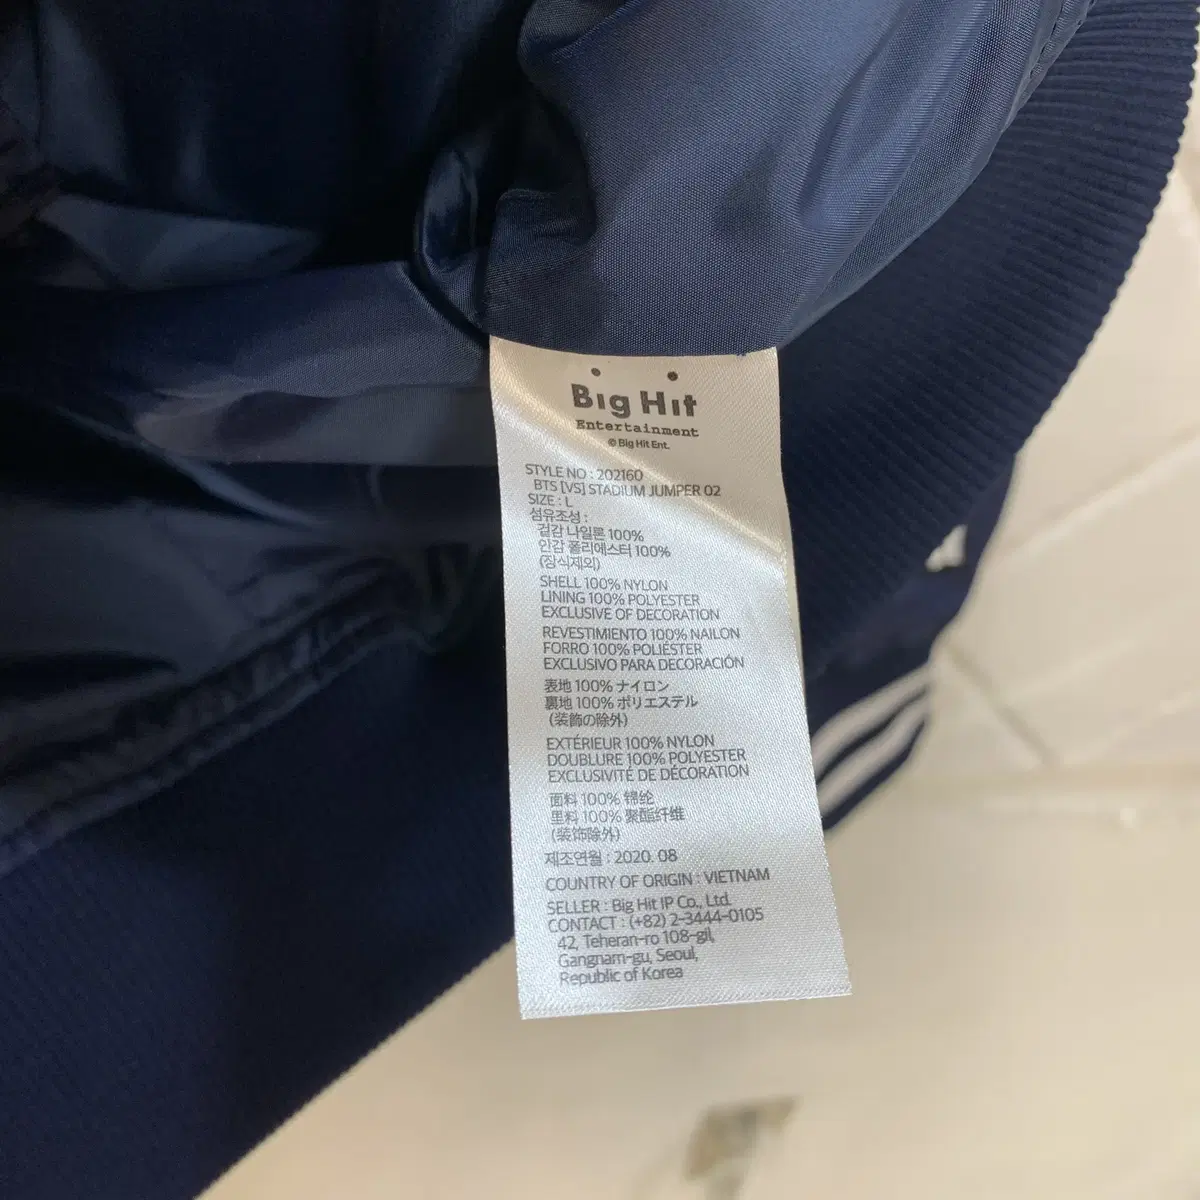 Big Hit
Entertainment
© Big Hit Ent.
STYLE NO : 202160
BTS [VS] STADIUM JUMPER 02
SIZE : L
섬유조성 :
겉감 나일론 100%
안감 폴리에스터 100%
(장식제외)
SHELL 100% NYLON
LINING 100% POLYESTER
EXCLUSIVE OF DECORATION
REVESTIMIENTO 100% NAILON
FORRO 100% POLIÉSTER
EXCLUSIVO PARA DECORACIÓN
表地 100% ナイロン
裏地 100% ポリエステル
(装飾の除外)
EXTÉRIEUR 100% NYLON
DOUBLURE 100% POLYESTER
EXCLUSIVITÉ DE DÉCORATION
面料 100% 锦纶
里料 100% 聚酯纤维
(装饰除外)
제조연월 : 2020. 08
COUNTRY OF ORIGIN : VIETNAM
SELLER : Big Hit IP Co., Ltd.
CONTACT : (+82) 2-3444-0105
42, Teheran-ro 108-gil,
Gangnam-gu, Seoul,
Republic of Korea